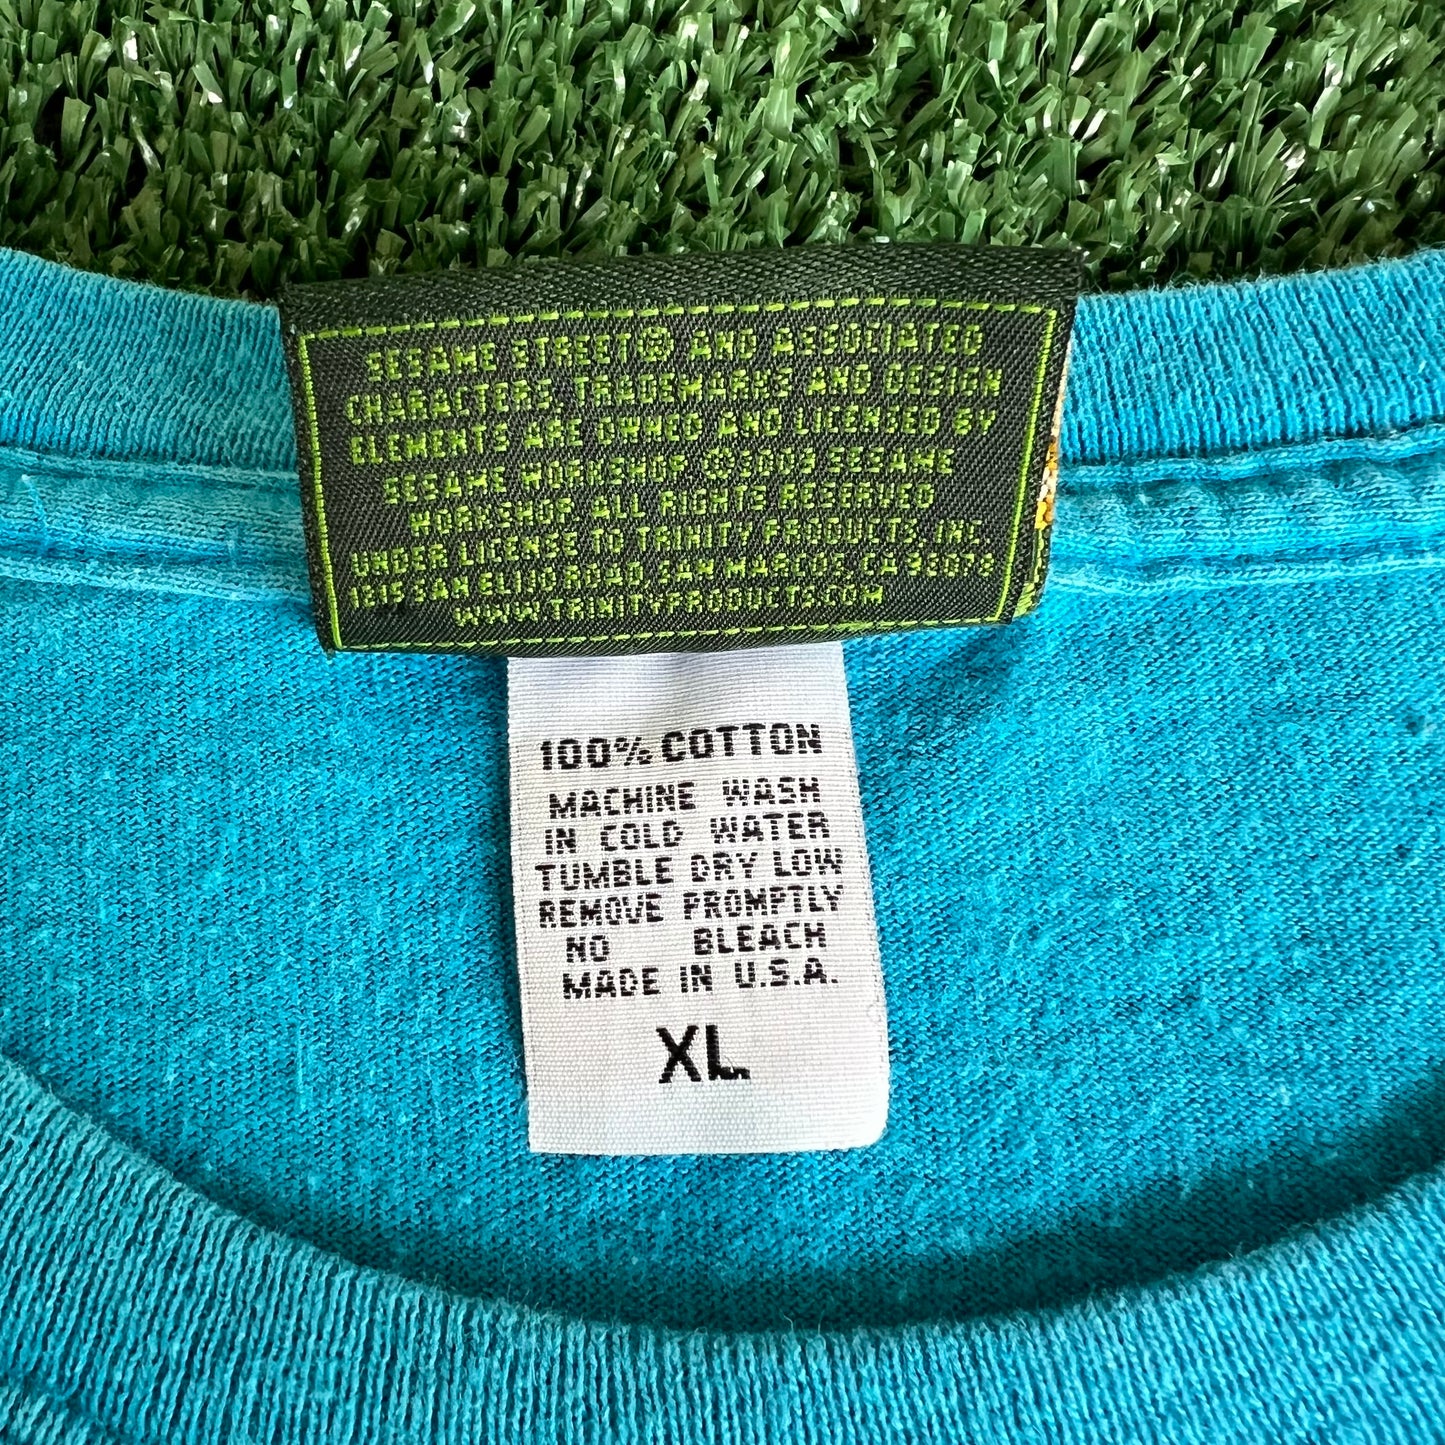 SESAME STREET® AND ASSOCIATED
CHARACTERS, TRADEMARKS AND DESIGN
ELEMENTS ARE OWNED AND LICENSED BY
SESAME WORKSHOP ©2003 SESAME
WORKSHOP ALL RIGHTS RESERVED
UNDER LICENSE TO TRINITY PRODUCTS, INC.
1815 SAN ELIJO ROAD, SAN MARCOS, CA 92078
WWW.TRINITYPRODUCTS.COM
100% COTTON
MACHINE WASH
IN COLD WATER
TUMBLE DRY LOW
REMOVE PROMPTLY
NO BLEACH
MADE IN U.S.A.
XL